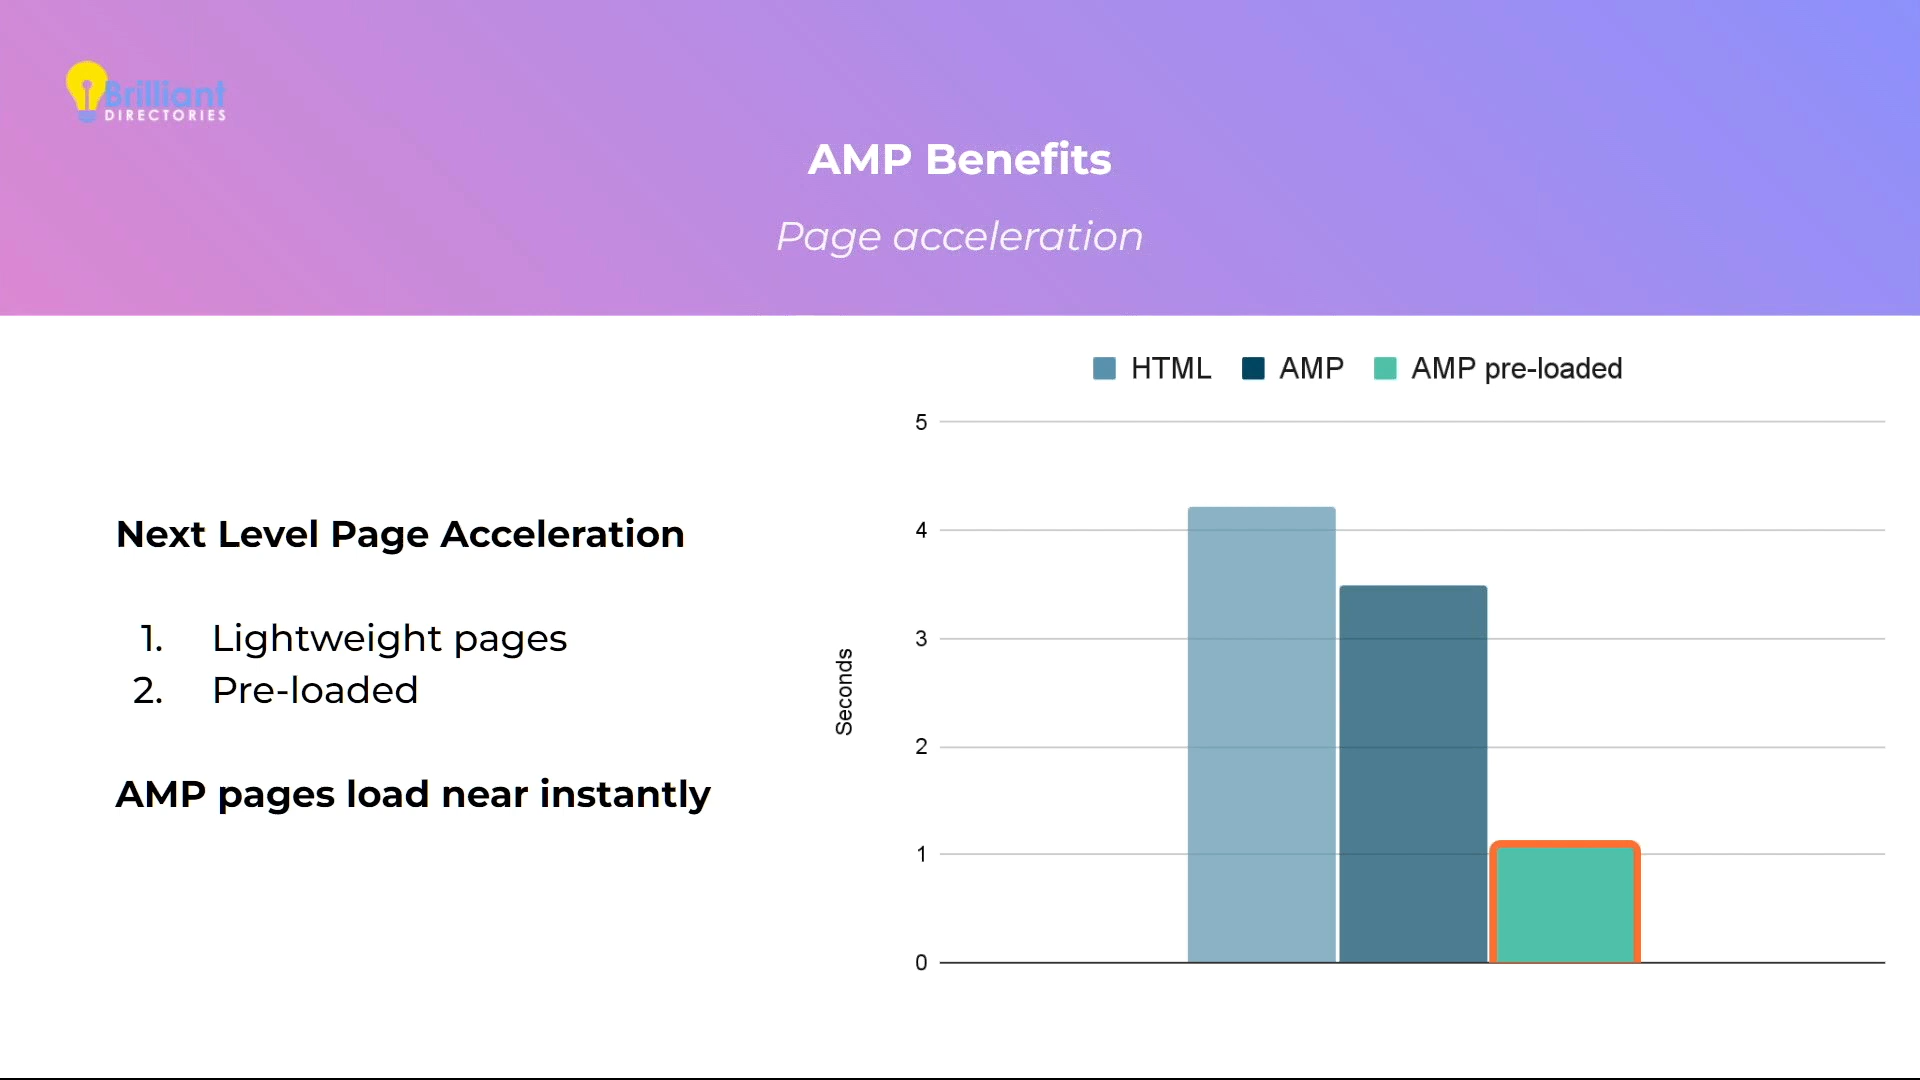 Brilliant
DIRECTORIES
AMP Benefits
Page acceleration
Next Level Page Acceleration
1. Lightweight pages
2. Pre-loaded
AMP pages load near instantly
HTML AMP AMP pre-loaded
Seconds
5
4
3
2
1
0